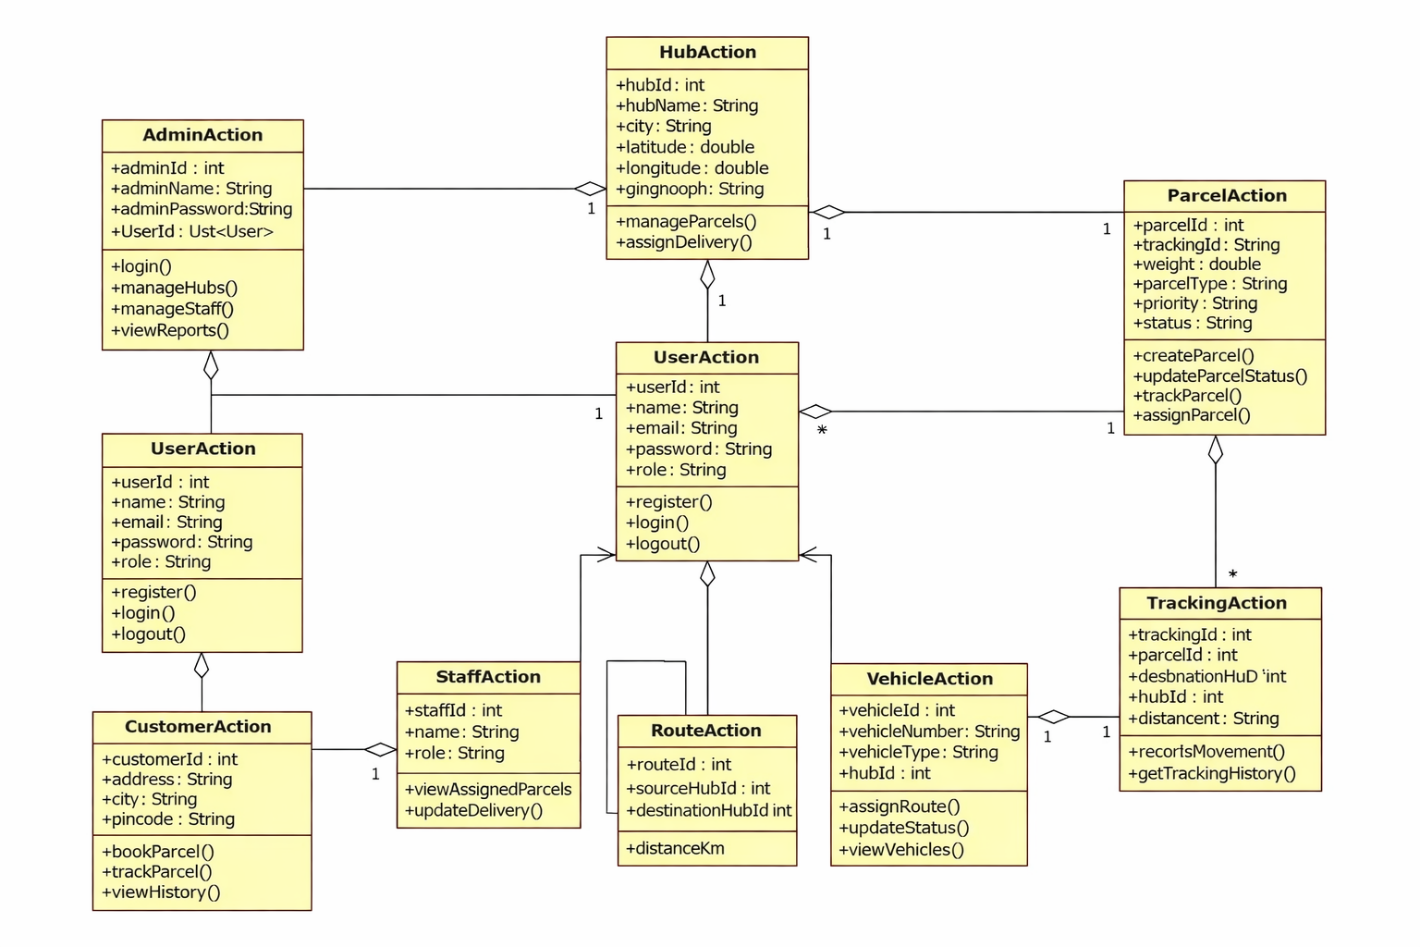 HubAction
+hubId : int
+hubName: String
+city: String
+latitude : double
+longitude : double
+gingnooph: String
+manageParcels()
+assignDelivery()
1
1
1
1
AdminAction
+adminId : int
+adminName: String
+adminPassword:String
+UserId : Ust<User>
+login()
+manageHubs()
+manageStaff()
+viewReports()
ParcelAction
+parcelId : int
+trackingId : String
+weight : double
+parcelType : String
+priority : String
+status : String
+createParcel()
+updateParcelStatus()
+trackParcel()
+assignParcel()
UserAction
+userId : int
+name: String
+email: String
+password: String
+role: String
+register()
+login()
+logout()
1
*
1
UserAction
+userId : int
+name: String
+email: String
+password: String
+role: String
+register()
+login()
+logout()
*
TrackingAction
+trackingId : int
+parcelId : int
+desbnationHuD 'int
+hubId : int
+distancent : String
+recorfsMovement()
+getTrackingHistory()
StaffAction
+staffId : int
+name: String
+role: String
+viewAssignedParcels
+updateDelivery()
VehicleAction
+vehicleId : int
+vehicleNumber: String
+vehicleType: String
+hubId : int
+assignRoute()
+updateStatus()
+viewVehicles()
1
1
CustomerAction
+customerId : int
+address: String
+city: String
+pincode : String
+bookParcel()
+trackParcel()
+viewHistory()
1
RouteAction
+routeId : int
+sourceHubId : int
+destinationHubId int
+distanceKm